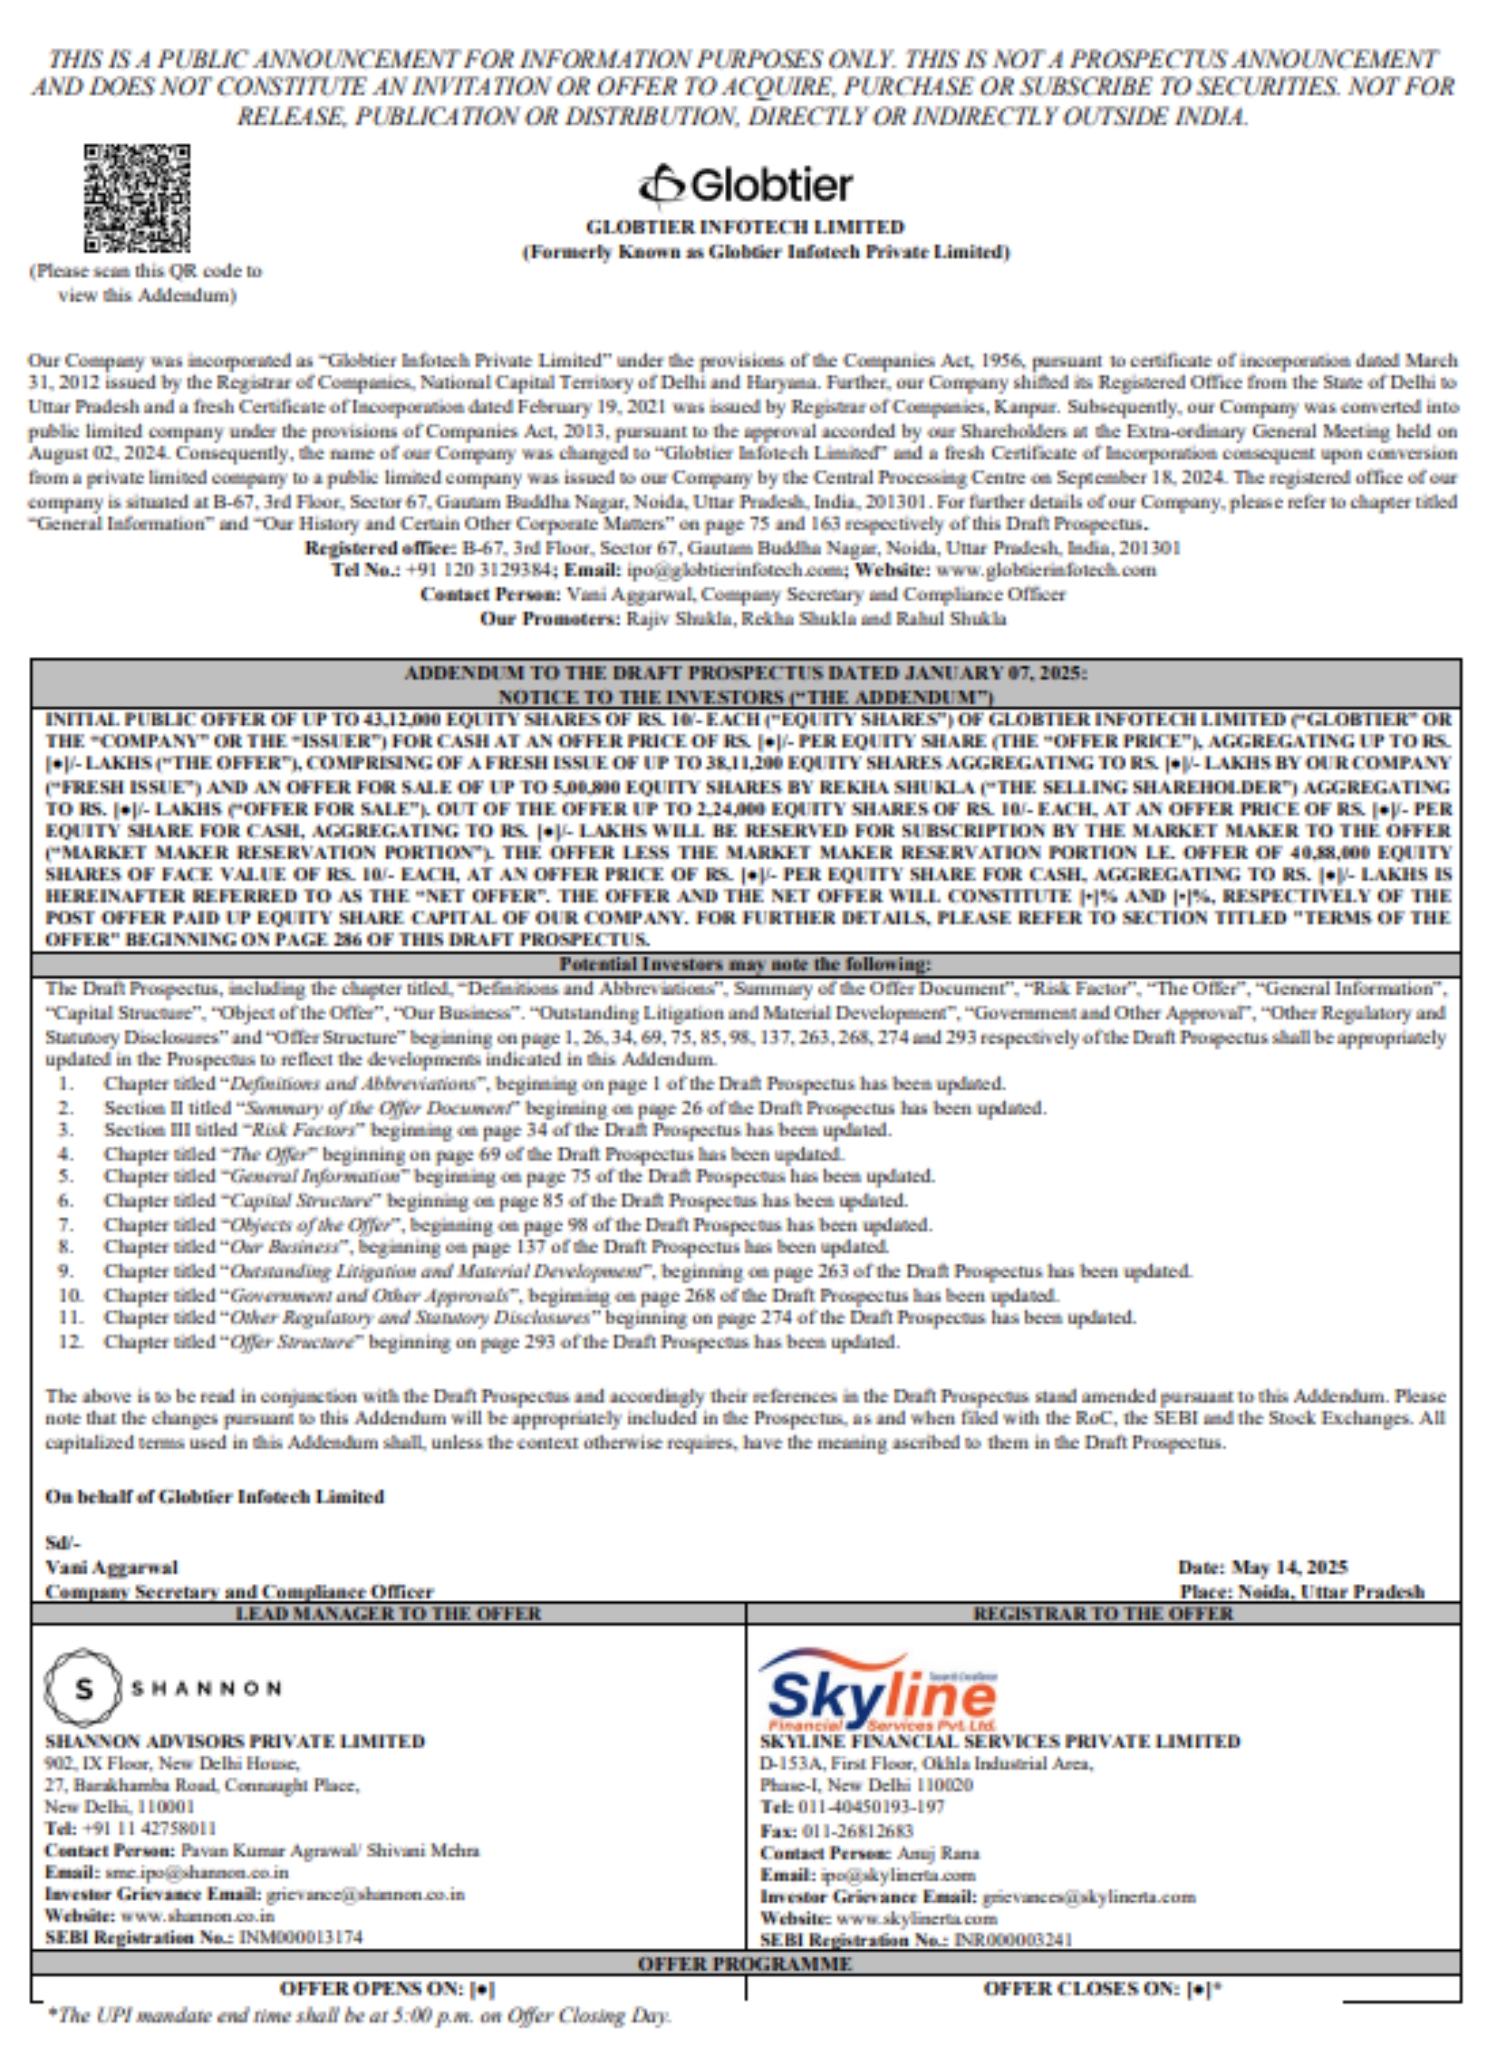 THIS IS A PUBLIC ANNOUNCEMENT FOR INFORMATION PURPOSES ONLY. THIS IS NOT A PROSPECTUS ANNOUNCEMENT
AND DOES NOT CONSTITUTE AN INVITATION OR OFFER TO ACQUIRE, PURCHASE OR SUBSCRIBE TO SECURITIES. NOT FOR
RELEASE, PUBLICATION OR DISTRIBUTION, DIRECTLY OR INDIRECTLY OUTSIDE INDIA.
Globtier
GLOBTIER INFOTECH LIMITED
(Formerly Known as Globtier Infotech Private Limited)
(Please scan this QR code to
view this Addendum)
Our Company was incorporated as “Globtier Infotech Private Limited” under the provisions of the Companies Act, 1956, pursuant to certificate of incorporation dated March
31, 2012 issued by the Registrar of Companies, National Capital Territory of Delhi and Haryana. Further, our Company shifted its Registered Office from the State of Delhi to
Uttar Pradesh and a fresh Certificate of Incorporation dated February 19, 2021 was issued by Registrar of Companies, Kanpur. Subsequently, our Company was converted into
public limited company under the provisions of Companies Act, 2013, pursuant to the approval accorded by our Shareholders at the Extra-ordinary General Meeting held on
August 02, 2024. Consequently, the name of our Company was changed to “Globtier Infotech Limited” and a fresh Certificate of Incorporation consequent upon conversion
from a private limited company to a public limited company was issued to our Company by the Central Processing Centre on September 18, 2024. The registered office of our
company is situated at B-67, 3rd Floor, Sector 67, Gautam Buddha Nagar, Noida, Uttar Pradesh, India, 201301. For further details of our Company, please refer to chapter titled
“General Information” and “Our History and Certain Other Corporate Matters” on page 75 and 163 respectively of this Draft Prospectus.
Registered office: B-67, 3rd Floor, Sector 67, Gautam Buddha Nagar, Noida, Uttar Pradesh, India, 201301
Tel No.: +91 120 3129384; Email: ipo@globtierinfotech.com; Website: www.globtierinfotech.com
Contact Person: Vani Aggarwal, Company Secretary and Compliance Officer
Our Promoters: Rajiv Shukla, Rekha Shukla and Rahul Shukla
ADDENDUM TO THE DRAFT PROSPECTUS DATED JANUARY 07, 2025:
NOTICE TO THE INVESTORS (“THE ADDENDUM”)
INITIAL PUBLIC OFFER OF UP TO 43,12,000 EQUITY SHARES OF RS. 10/- EACH (“EQUITY SHARES”) OF GLOBTIER INFOTECH LIMITED (“GLOBTIER” OR
THE “COMPANY” OR THE “ISSUER”) FOR CASH AT AN OFFER PRICE OF RS. [●]/- PER EQUITY SHARE (THE “OFFER PRICE”), AGGREGATING UP TO RS.
[●]/- LAKHS (“THE OFFER”), COMPRISING OF A FRESH ISSUE OF UP TO 38,11,200 EQUITY SHARES AGGREGATING TO RS. [●]/- LAKHS BY OUR COMPANY
(“FRESH ISSUE”) AND AN OFFER FOR SALE OF UP TO 5,00,800 EQUITY SHARES BY REKHA SHUKLA (“THE SELLING SHAREHOLDER”) AGGREGATING
TO RS. [●]/- LAKHS (“OFFER FOR SALE”). OUT OF THE OFFER UP TO 2,24,000 EQUITY SHARES OF RS. 10/- EACH, AT AN OFFER PRICE OF RS. [●]/- PER
EQUITY SHARE FOR CASH, AGGREGATING TO RS. [●]/- LAKHS WILL BE RESERVED FOR SUBSCRIPTION BY THE MARKET MAKER TO THE OFFER
(“MARKET MAKER RESERVATION PORTION”). THE OFFER LESS THE MARKET MAKER RESERVATION PORTION I.E. OFFER OF 40,88,000 EQUITY
SHARES OF FACE VALUE OF RS. 10/- EACH, AT AN OFFER PRICE OF RS. [●]/- PER EQUITY SHARE FOR CASH, AGGREGATING TO RS. [●]/- LAKHS IS
HEREINAFTER REFERRED TO AS THE “NET OFFER”. THE OFFER AND THE NET OFFER WILL CONSTITUTE [•]% AND [•]%, RESPECTIVELY OF THE
POST OFFER PAID UP EQUITY SHARE CAPITAL OF OUR COMPANY. FOR FURTHER DETAILS, PLEASE REFER TO SECTION TITLED "TERMS OF THE
OFFER" BEGINNING ON PAGE 286 OF THIS DRAFT PROSPECTUS.
Potential Investors may note the following:
The Draft Prospectus, including the chapter titled, “Definitions and Abbreviations”, Summary of the Offer Document”, “Risk Factor”, “The Offer”, “General Information”,
“Capital Structure”, “Object of the Offer”, “Our Business”. “Outstanding Litigation and Material Development”, “Government and Other Approval”, “Other Regulatory and
Statutory Disclosures” and “Offer Structure” beginning on page 1, 26, 34, 69, 75, 85, 98, 137, 263, 268, 274 and 293 respectively of the Draft Prospectus shall be appropriately
updated in the Prospectus to reflect the developments indicated in this Addendum.
1. Chapter titled “Definitions and Abbreviations”, beginning on page 1 of the Draft Prospectus has been updated.
2. Section II titled “Summary of the Offer Document” beginning on page 26 of the Draft Prospectus has been updated.
3. Section III titled “Risk Factors” beginning on page 34 of the Draft Prospectus has been updated.
4. Chapter titled “The Offer” beginning on page 69 of the Draft Prospectus has been updated.
5. Chapter titled “General Information” beginning on page 75 of the Draft Prospectus has been updated.
6. Chapter titled “Capital Structure” beginning on page 85 of the Draft Prospectus has been updated.
7. Chapter titled “Objects of the Offer”, beginning on page 98 of the Draft Prospectus has been updated.
8. Chapter titled “Our Business”, beginning on page 137 of the Draft Prospectus has been updated.
9. Chapter titled “Outstanding Litigation and Material Development”, beginning on page 263 of the Draft Prospectus has been updated.
10. Chapter titled “Government and Other Approvals”, beginning on page 268 of the Draft Prospectus has been updated.
11. Chapter titled “Other Regulatory and Statutory Disclosures” beginning on page 274 of the Draft Prospectus has been updated.
12. Chapter titled “Offer Structure” beginning on page 293 of the Draft Prospectus has been updated.
The above is to be read in conjunction with the Draft Prospectus and accordingly their references in the Draft Prospectus stand amended pursuant to this Addendum. Please
note that the changes pursuant to this Addendum will be appropriately included in the Prospectus, as and when filed with the RoC, the SEBI and the Stock Exchanges. All
capitalized terms used in this Addendum shall, unless the context otherwise requires, have the meaning ascribed to them in the Draft Prospectus.
On behalf of Globtier Infotech Limited
Sd/-
Vani Aggarwal
Company Secretary and Compliance Officer
Date: May 14, 2025
Place: Noida, Uttar Pradesh
LEAD MANAGER TO THE OFFER
S SHANNON
SHANNON ADVISORS PRIVATE LIMITED
902, IX Floor, New Delhi House,
27, Barakhamba Road, Connaught Place,
New Delhi, 110001
Tel: +91 11 42758011
Contact Person: Pavan Kumar Agrawal/ Shivani Mehra
Email: sme.ipo@shannon.co.in
Investor Grievance Email: grievance@shannon.co.in
Website: www.shannon.co.in
SEBI Registration No.: INM000013174
REGISTRAR TO THE OFFER
Skyline
Financial Services Pvt. Ltd.
SKYLINE FINANCIAL SERVICES PRIVATE LIMITED
D-153A, First Floor, Okhla Industrial Area,
Phase-I, New Delhi 110020
Tel: 011-40450193-197
Fax: 011-26812683
Contact Person: Anuj Rana
Email: ipo@skylinerta.com
Investor Grievance Email: grievances@skylinerta.com
Website: www.skylinerta.com
SEBI Registration No.: INR000003241
OFFER PROGRAMME
OFFER OPENS ON: [●]
OFFER CLOSES ON: [●]*
*The UPI mandate end time shall be at 5:00 p.m. on Offer Closing Day.